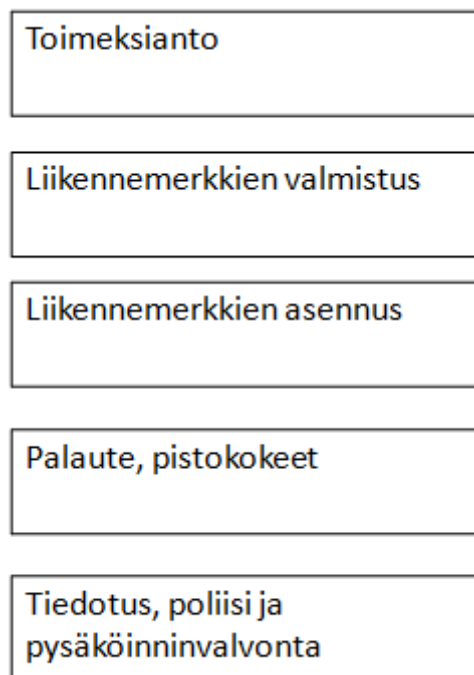 Toimeksianto
Liikennemerkkien valmistus
Liikennemerkkien asennus
Palaute, pistokokeet
Tiedotus, poliisi ja
pysäköinninvalvonta